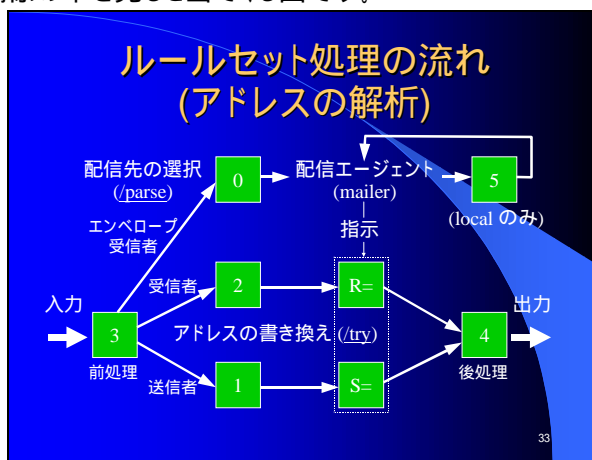 ルールセット処理の流れ
(アドレスの解析)
配信先の選択
(/parse)
0
配信エージェント
(mailer)
5
(local のみ)
エンベロープ
受信者
指示
受信者
2
R=
入力
3
前処理
アドレスの書き換え (/try)
4
後処理
出力
送信者
1
S=
33